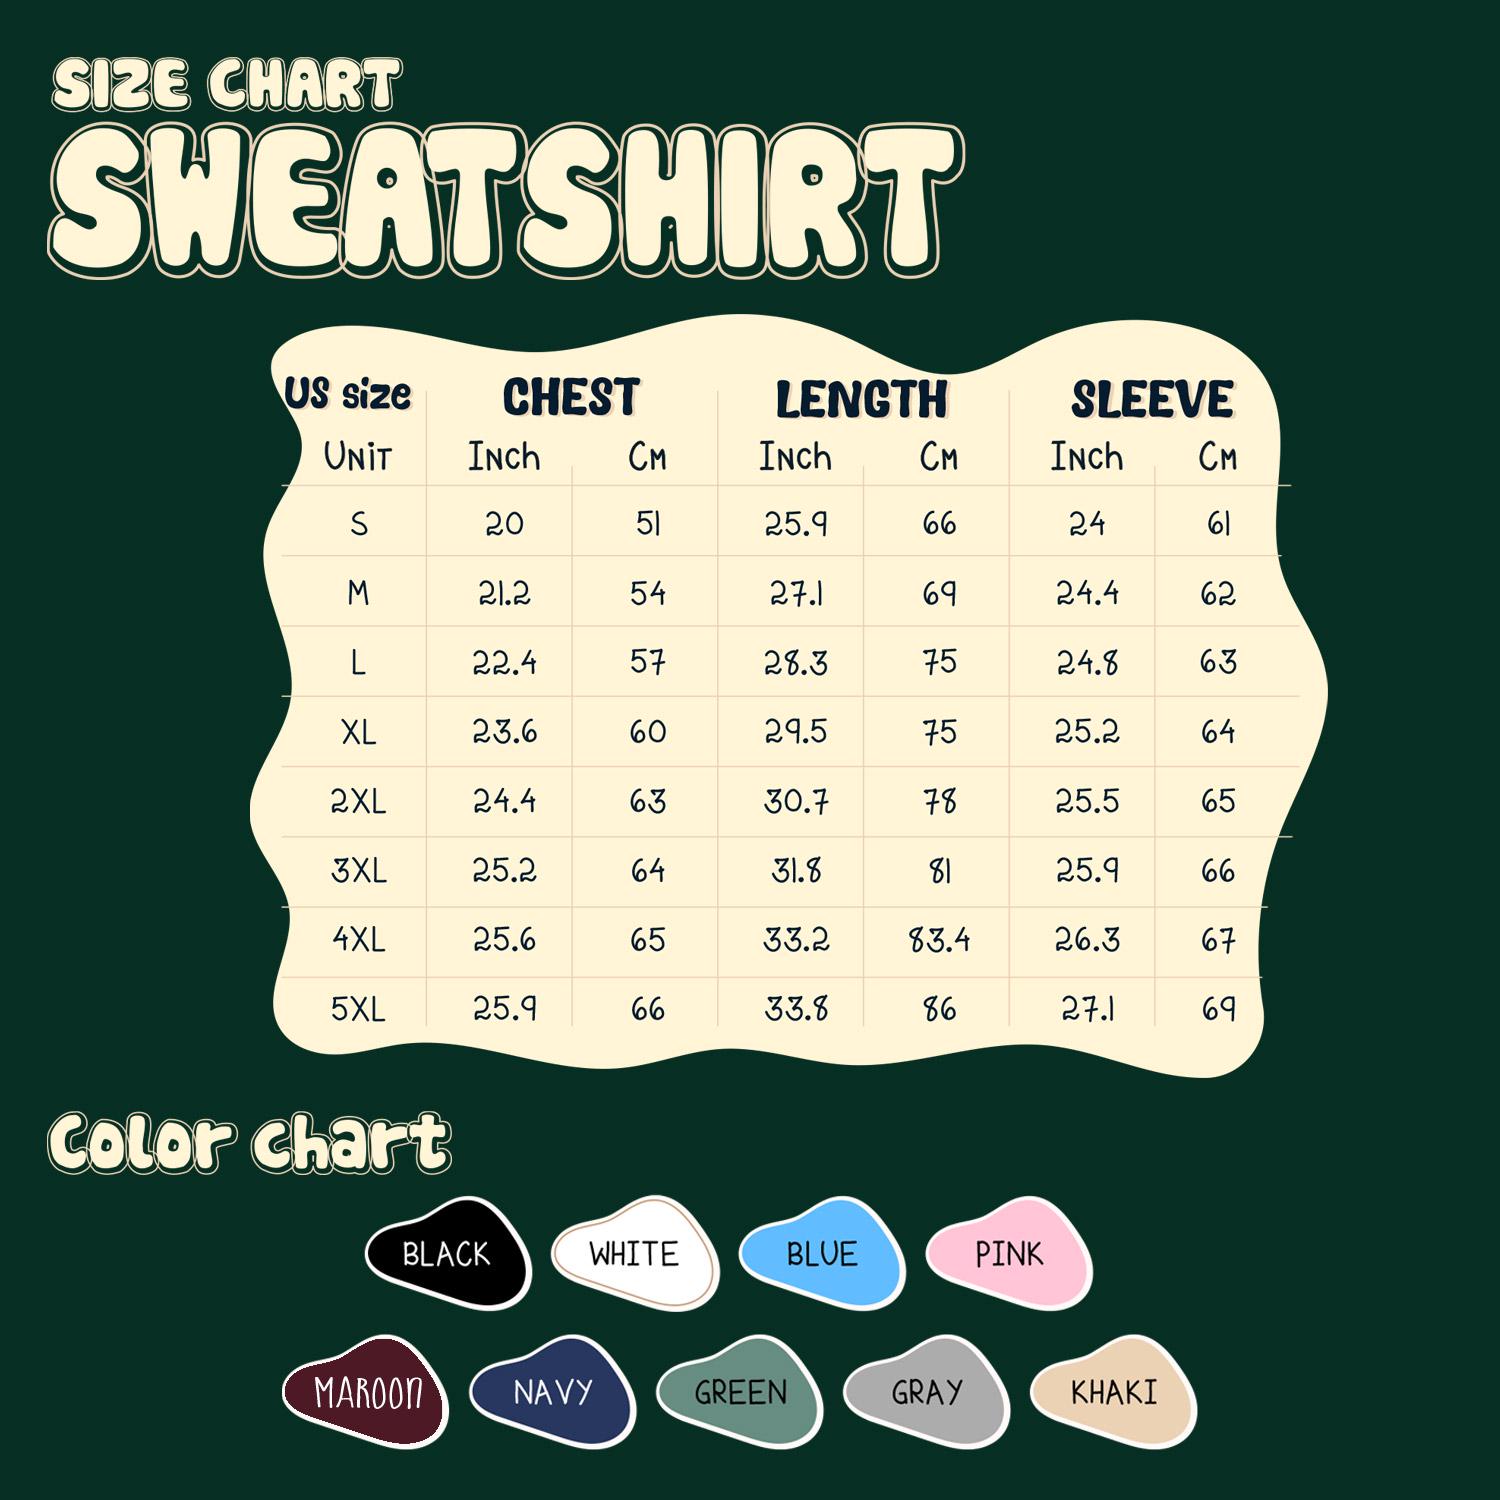 SIZE CHART
SWEATSHIRT
US size CHEST LENGTH SLEEVE
Unit Inch Cm Inch Cm Inch Cm
S 20 51 25.9 66 24 61
M 21.2 54 27.1 69 24.4 62
L 22.4 57 28.3 75 24.8 63
XL 23.6 60 29.5 75 25.2 64
2XL 24.4 63 30.7 78 25.5 65
3XL 25.2 64 31.8 81 25.9 66
4XL 25.6 65 33.2 83.4 26.3 67
5XL 25.9 66 33.8 86 27.1 69
Color chart
BLACK WHITE BLUE PINK
MAROON NAVY GREEN GRAY KHAKI